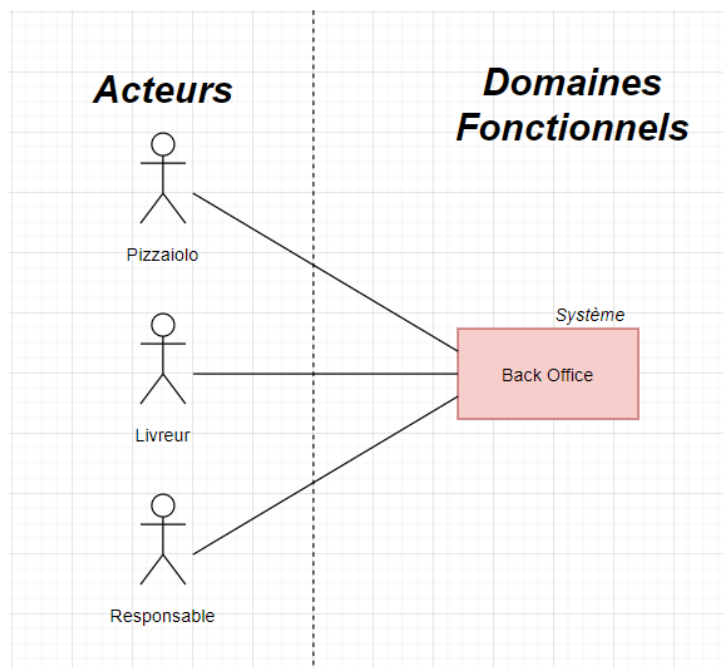 Acteurs
Domaines
Fonctionnels
Pizzaiolo
Système
Back Office
Livreur
Responsable